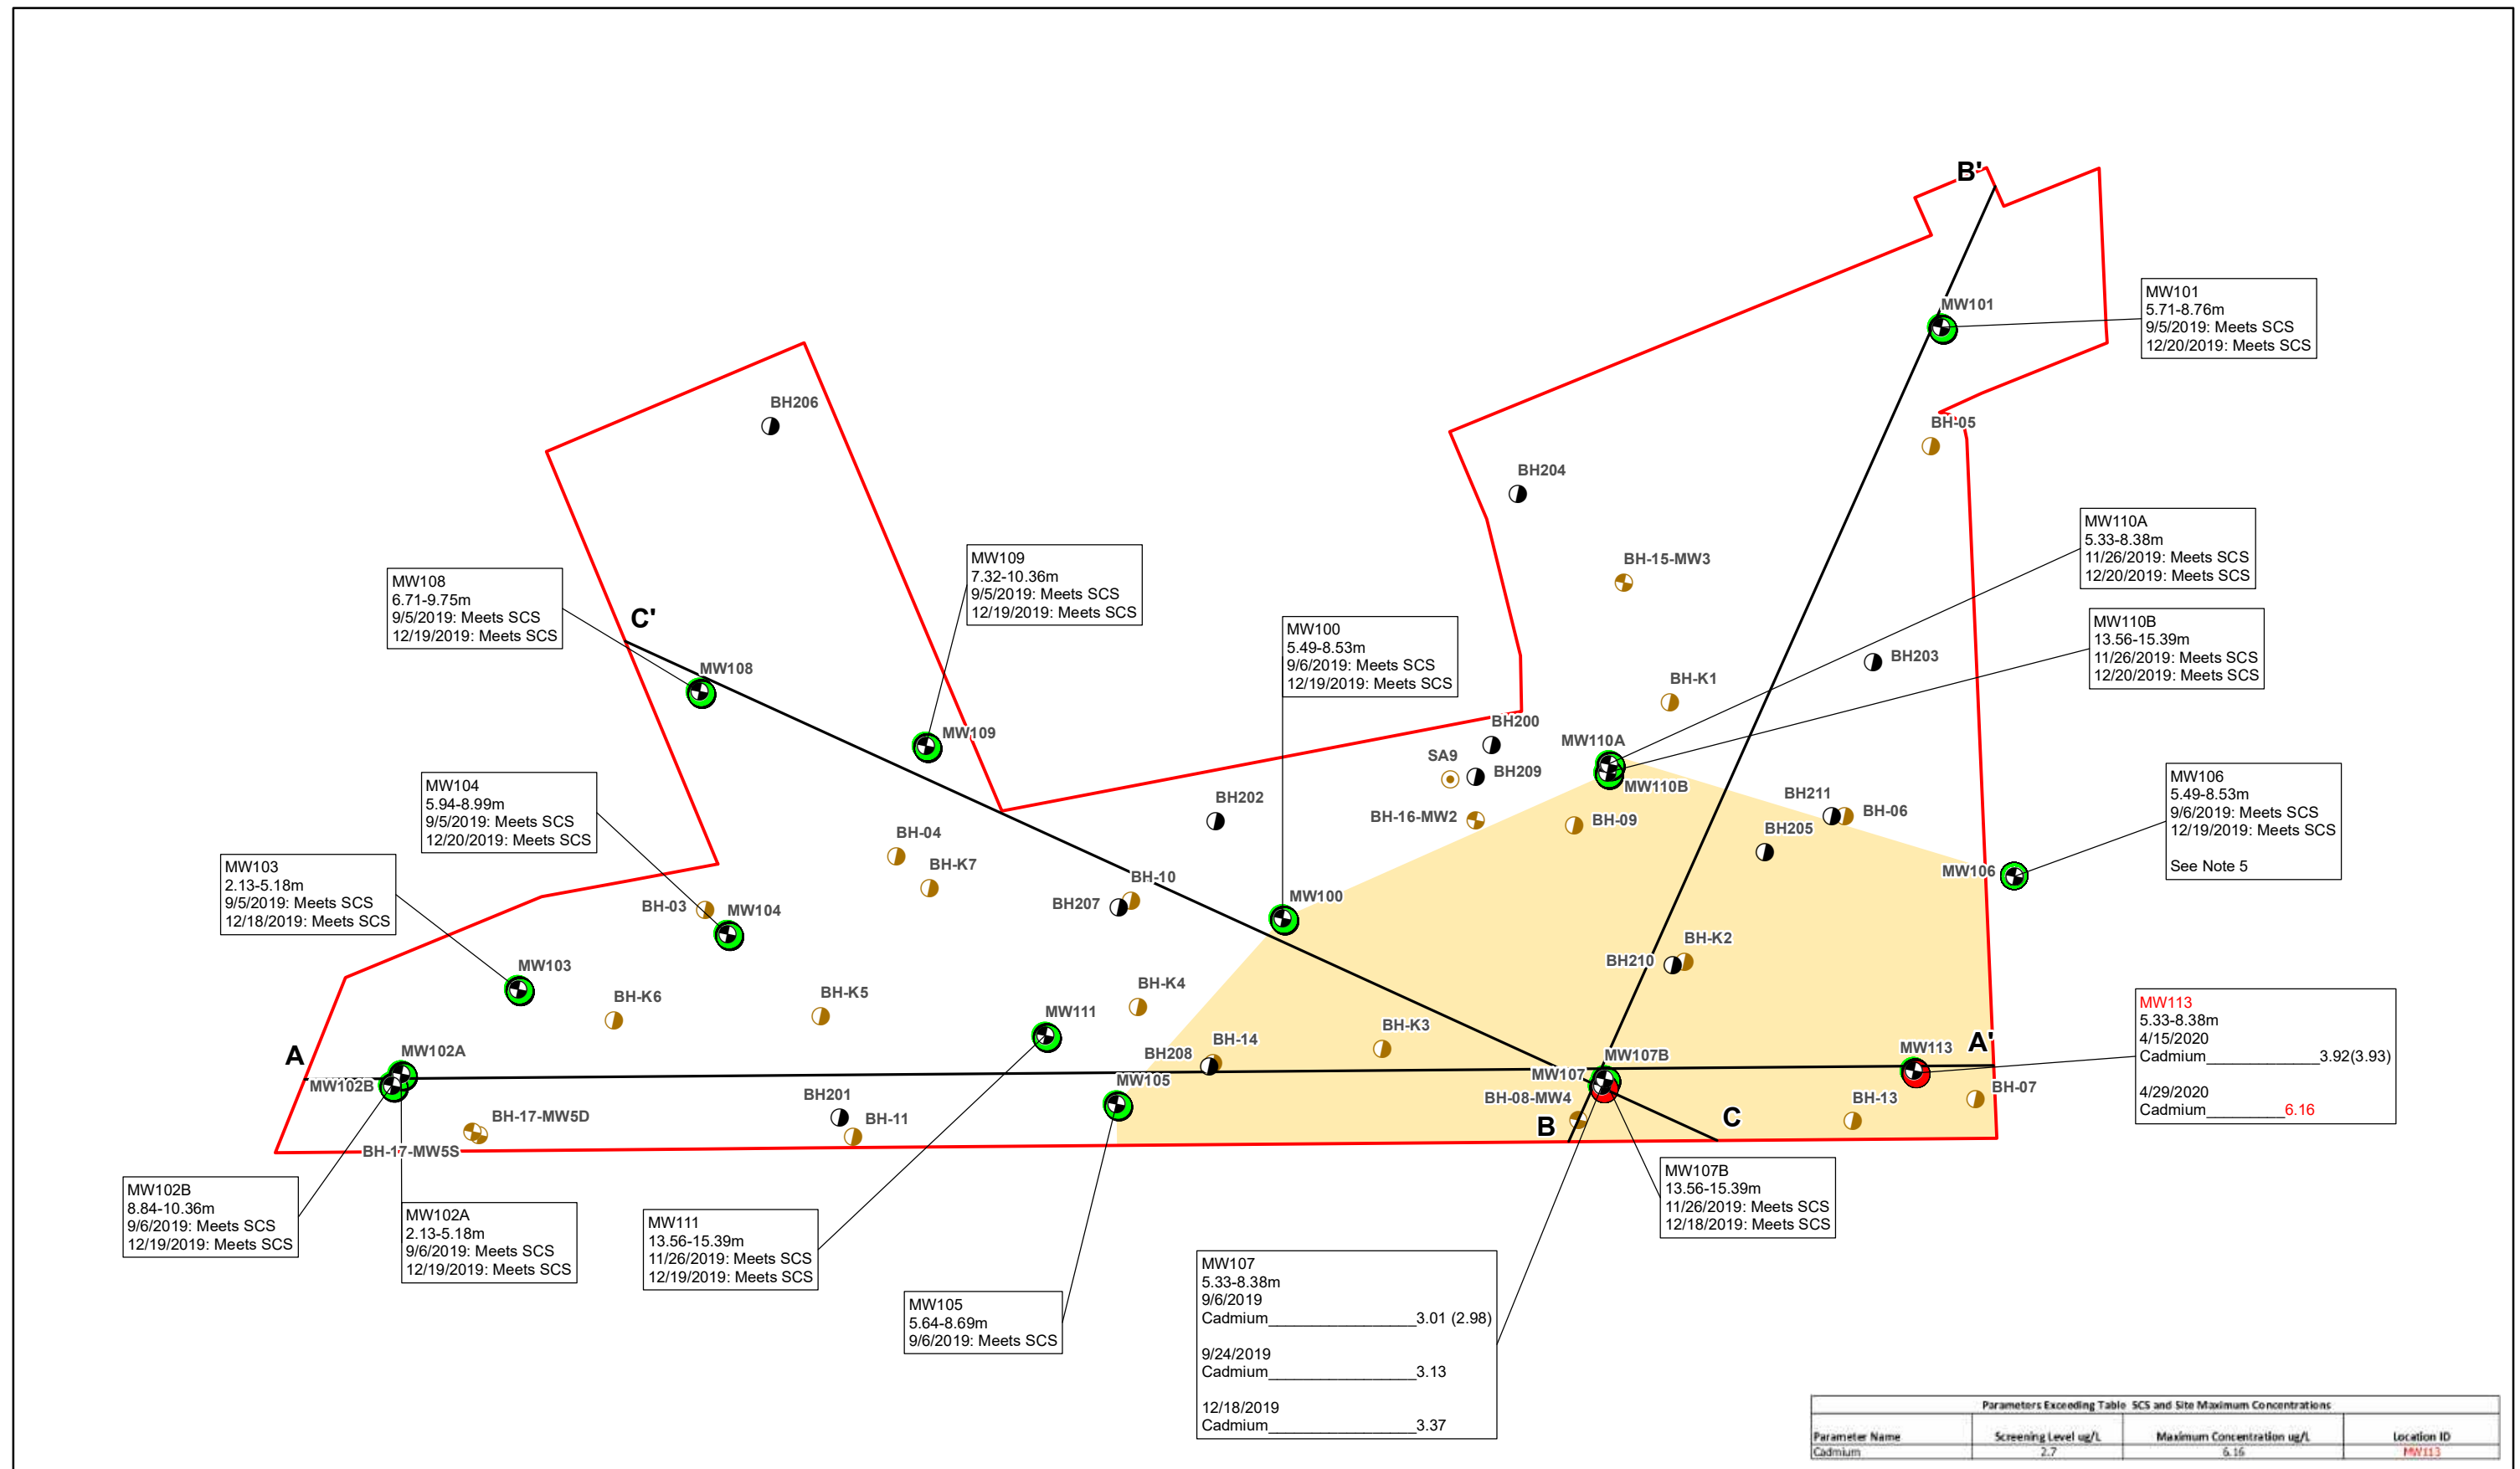 B'
MW101
MW101
5.71-8.76m
9/5/2019: Meets SCS
12/20/2019: Meets SCS
BH206
BH-05
BH204
MW110A
5.33-8.38m
11/26/2019: Meets SCS
12/20/2019: Meets SCS
MW109
7.32-10.36m
9/5/2019: Meets SCS
12/19/2019: Meets SCS
BH-15-MW3
MW108
6.71-9.75m
9/5/2019: Meets SCS
12/19/2019: Meets SCS
C'
MW100
5.49-8.53m
9/6/2019: Meets SCS
12/19/2019: Meets SCS
MW110B
13.56-15.39m
11/26/2019: Meets SCS
12/20/2019: Meets SCS
BH203
MW108
BH-K1
BH200
MW109
MW110A
SA9
BH209
MW110B
MW104
5.94-8.99m
9/5/2019: Meets SCS
12/20/2019: Meets SCS
MW106
5.49-8.53m
9/6/2019: Meets SCS
12/19/2019: Meets SCS
See Note 5
BH202
BH-16-MW2
BH-09
BH211
BH-06
BH205
BH-04
BH-K7
MW103
2.13-5.18m
9/5/2019: Meets SCS
12/18/2019: Meets SCS
MW106
BH-10
BH207
MW100
BH-03
MW104
BH-K2
BH210
MW103
BH-K6
BH-K5
BH-K4
MW111
MW113
5.33-8.38m
4/15/2020
Cadmium______________3.92(3.93)
4/29/2020
Cadmium__________6.16
BH-K3
A
A'
MW102A
MW102B
BH208
BH-14
MW107B
MW107
MW113
MW105
BH-07
BH201
BH-11
BH-17-MW5D
BH-17-MW5S
BH-08-MW4
BH-13
B
C
MW102B
8.84-10.36m
9/6/2019: Meets SCS
12/19/2019: Meets SCS
MW102A
2.13-5.18m
9/6/2019: Meets SCS
12/19/2019: Meets SCS
MW111
13.56-15.39m
11/26/2019: Meets SCS
12/19/2019: Meets SCS
MW107B
13.56-15.39m
11/26/2019: Meets SCS
12/18/2019: Meets SCS
MW105
5.64-8.69m
9/6/2019: Meets SCS
MW107
5.33-8.38m
9/6/2019
Cadmium__________________3.01 (2.98)
9/24/2019
Cadmium__________________3.13
12/18/2019
Cadmium__________________3.37
Parameters Exceeding Table SCS and Site Maximum Concentrations
Parameter Name Screening Level ug/L Maximum Concentration ug/L Location ID
Cadmium 2.7 6.16 MW113